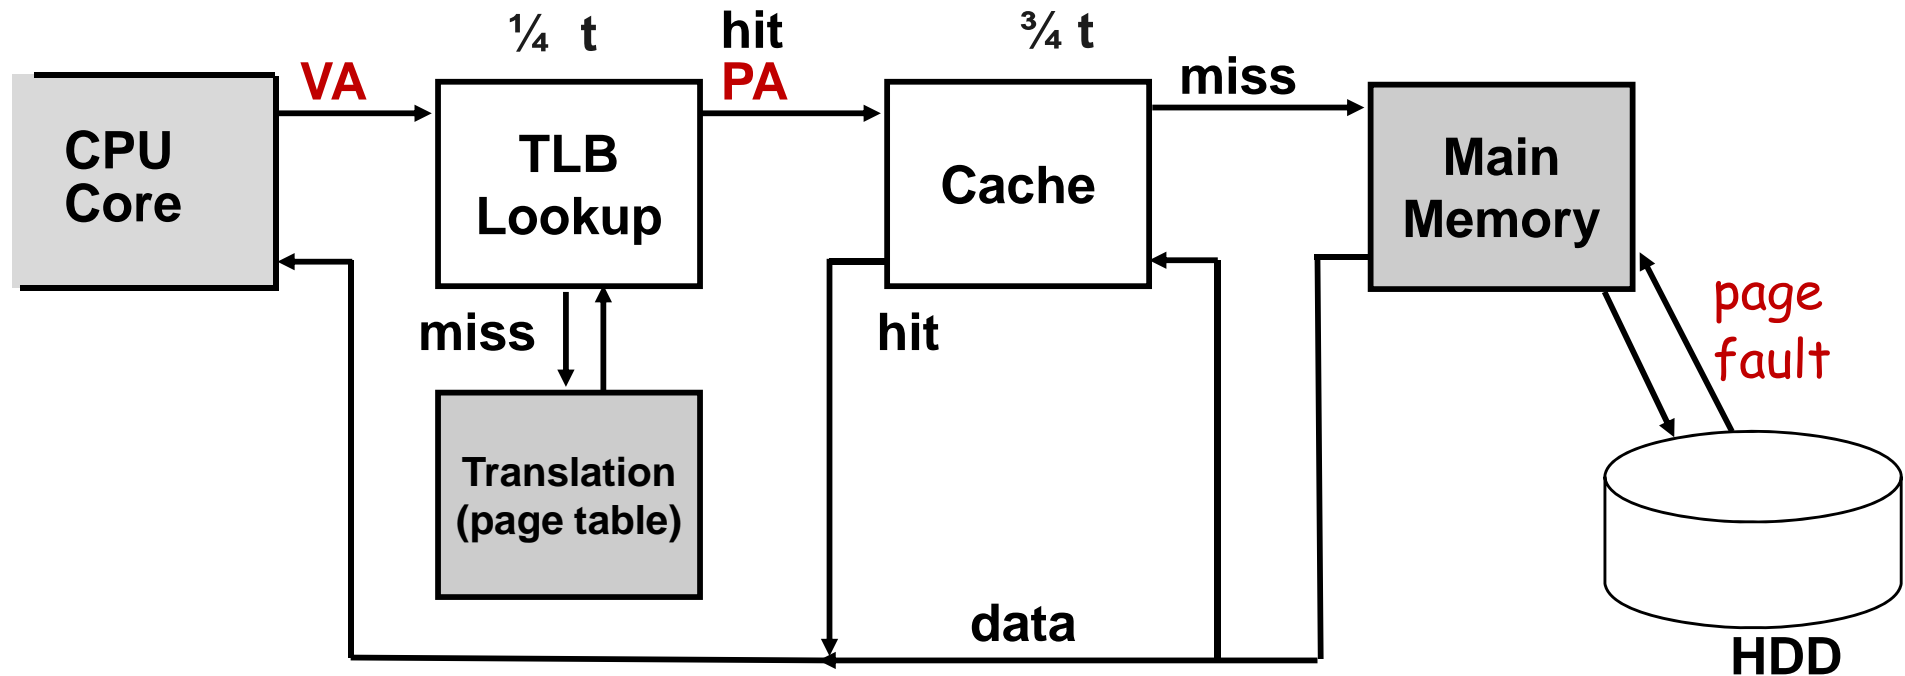 ¼ t
hit
¾ t
VA
PA
miss
CPU
Core
TLB
Lookup
Cache
Main
Memory
miss
hit
page
fault
Translation
(page table)
data
HDD